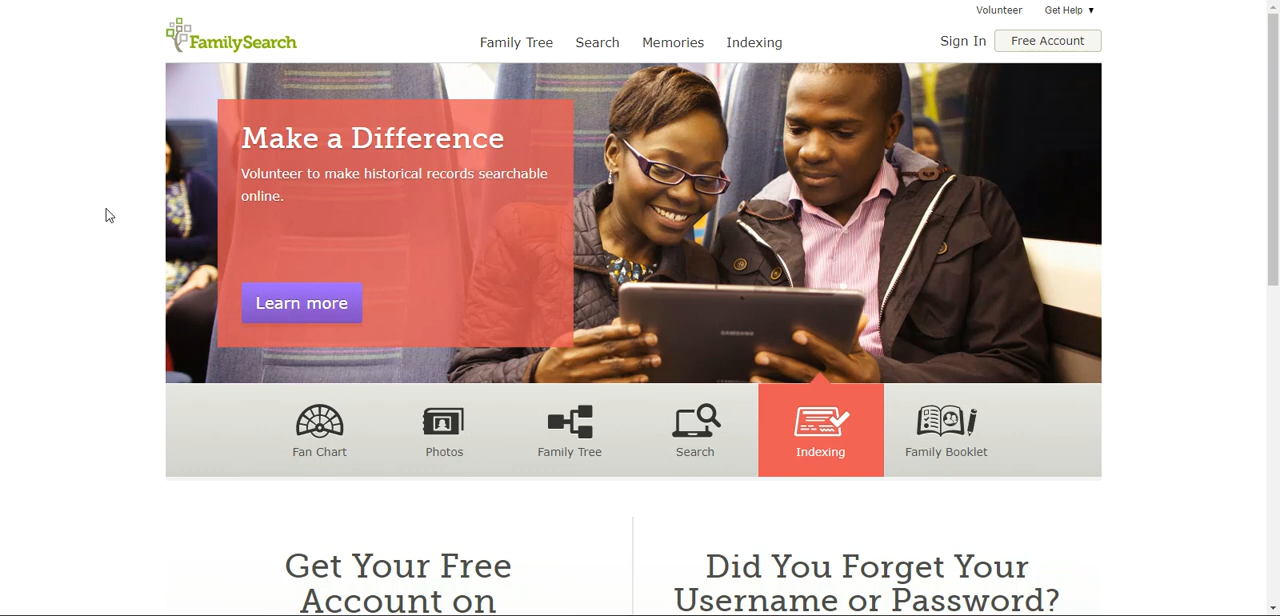 Volunteer Get Help ▼
FamilySearch
Family Tree Search Memories Indexing
Sign In Free Account
Make a Difference
Volunteer to make historical records searchable
online.
Learn more
SAMSUNG
Fan Chart Photos Family Tree Search Indexing Family Booklet
Get Your Free
Account on
Did You Forget Your
Username or Password?